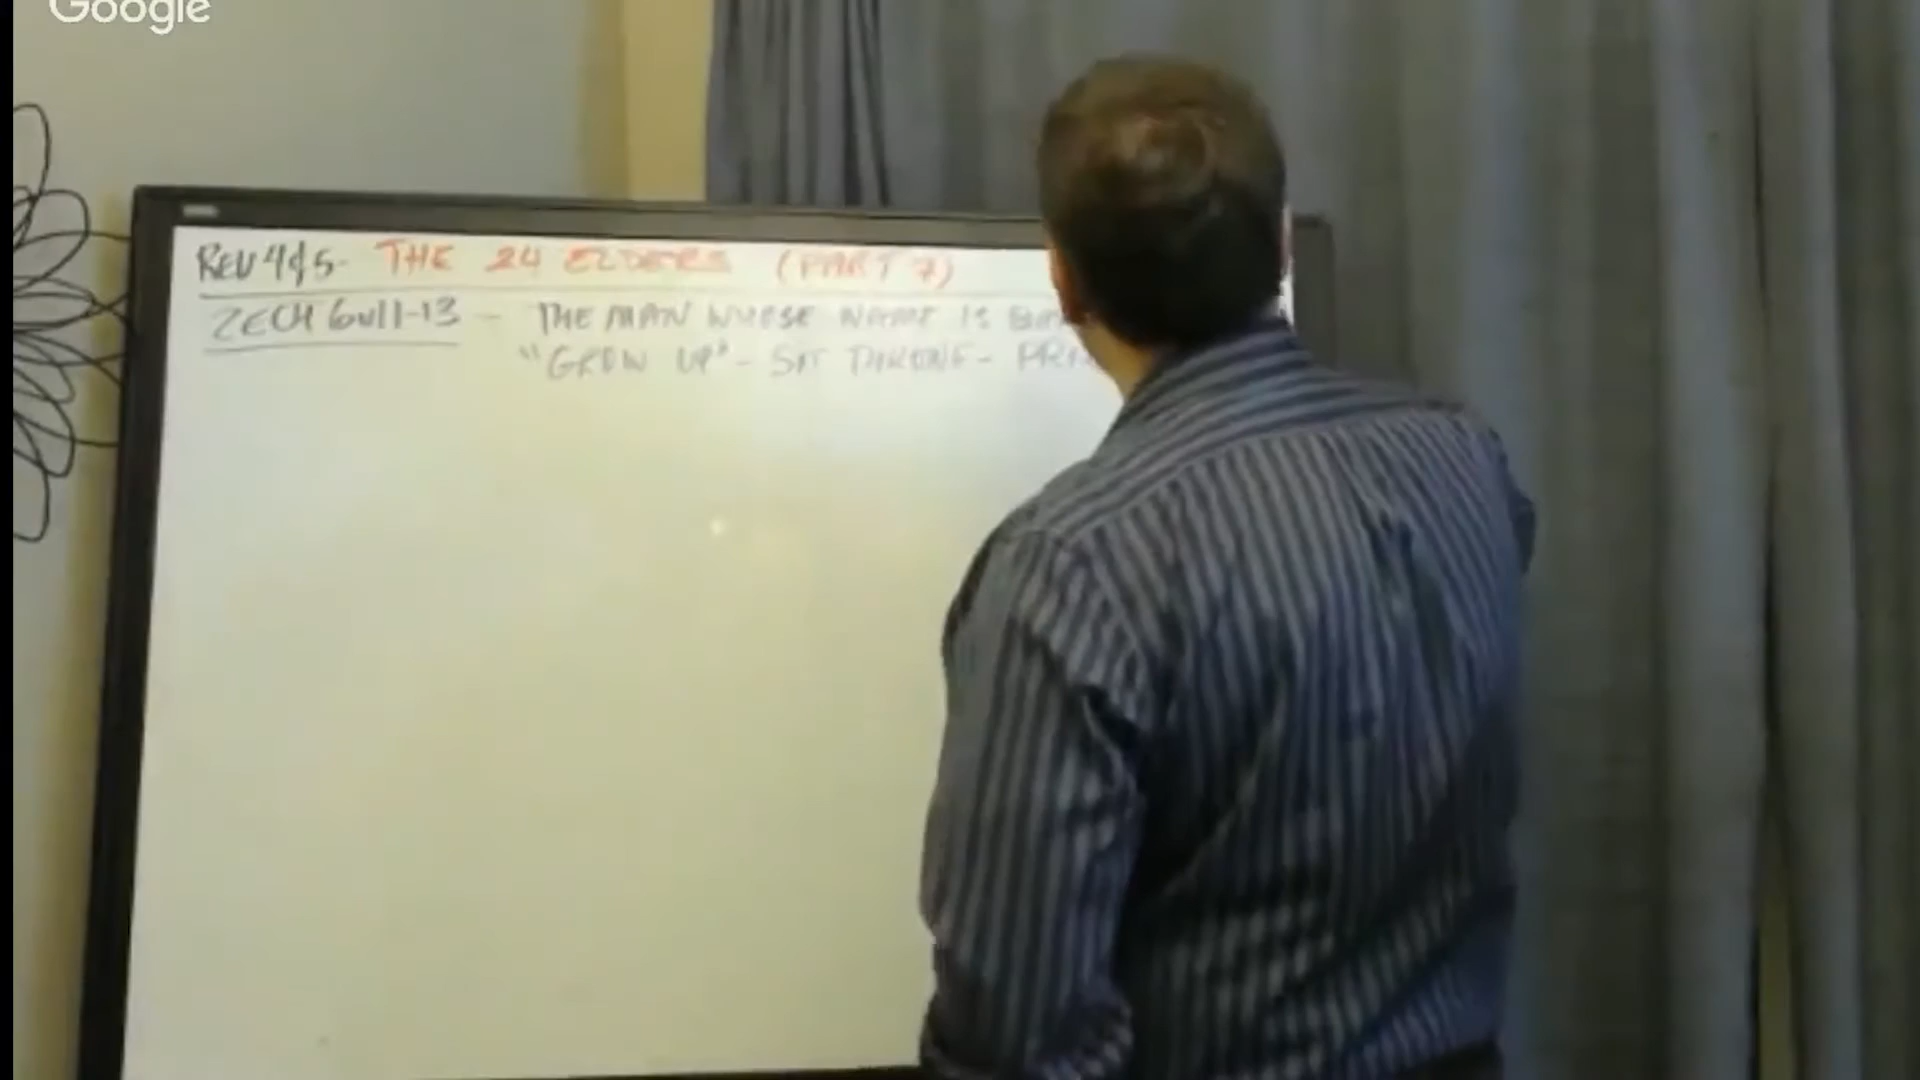 Google
REV 4&5- THE 24 ELDERS (PART 7)
ZECH 6v11-13 - THE MAN WHOSE NAME IS
"GROW UP" - SAT THRONE -